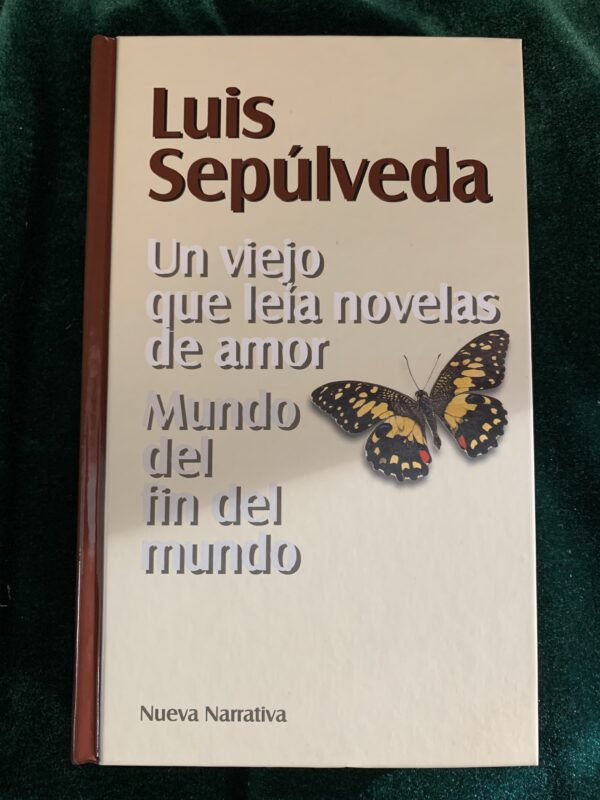 Luis
Sepúlveda
Un viejo
que leía novelas
de amor
Mundo
del
fin del
mundo
Nueva Narrativa